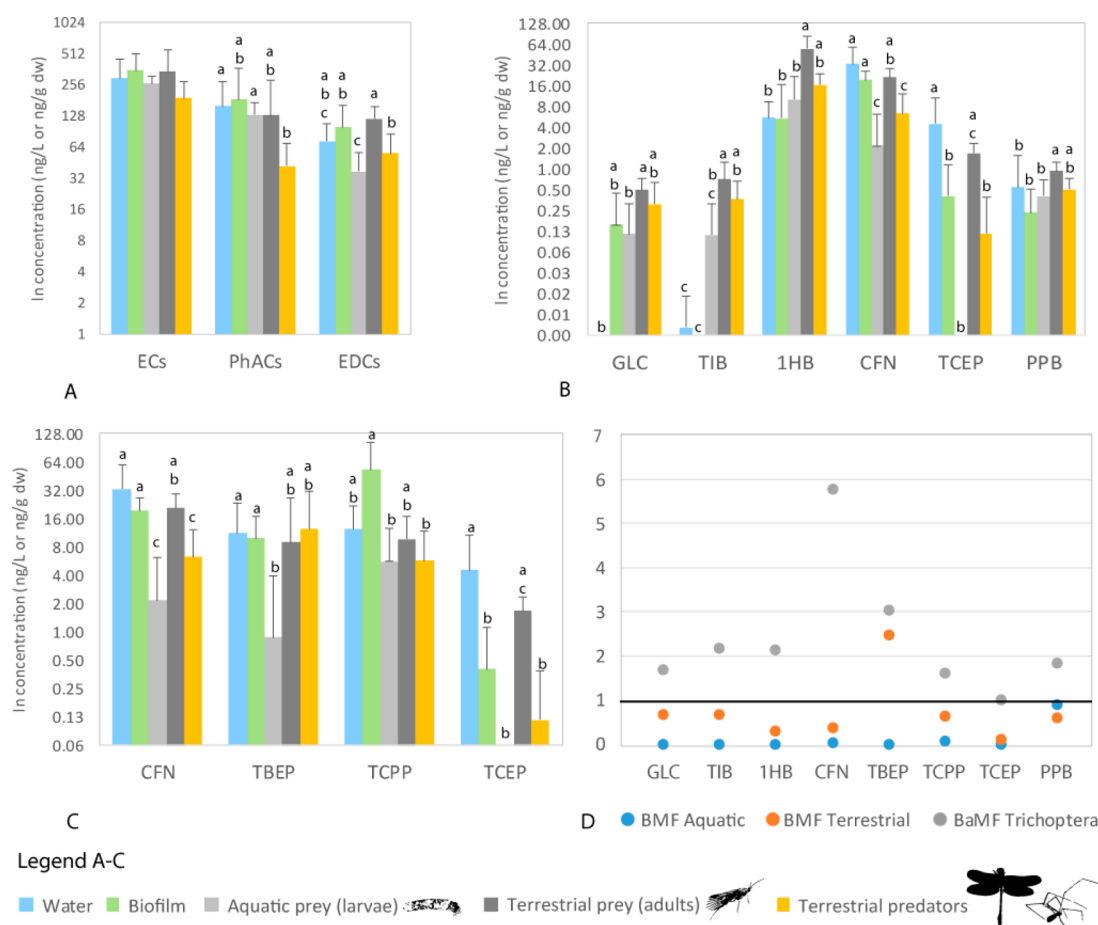 ln concentration (ng/L or ng/g dw)
1024
512
256
128
64
32
16
8
4
2
1
a
b
a
a
b
b
a
b
c
a
b
c
a
b
ECs
PhACs
EDCs
A
ln concentration (ng/L or ng/g dw)
128.00
64.00
32.00
16.00
8.00
4.00
2.00
1.00
0.50
0.25
0.13
0.06
0.03
0.02
0.01
0.00
b
a
b
b
a
a
b
c
c
b
c
a
a
b
b
b
b
a
a
b
a
a
c
a
b
c
a
b
b
a
c
b
b
b
b
a
a
b
GLC
TIB
1HB
CFN
TCEP
PPB
B
ln concentration (ng/L or ng/g dw)
128.00
64.00
32.00
16.00
8.00
4.00
2.00
1.00
0.50
0.25
0.13
0.06
a
a
c
a
b
c
a
a
b
a
b
a
b
a
b
a
b
a
b
b
a
b
b
a
c
b
CFN
TBEP
TCPP
TCEP
C
7
6
5
4
3
2
1
0
GLC
TIB
1HB
CFN
TBEP
TCPP
TCEP
PPB
D
BMF Aquatic
BMF Terrestrial
BaMF Trichoptera
Legend A-C
Water
Biofilm
Aquatic prey (larvae)
Terrestrial prey (adults)
Terrestrial predators